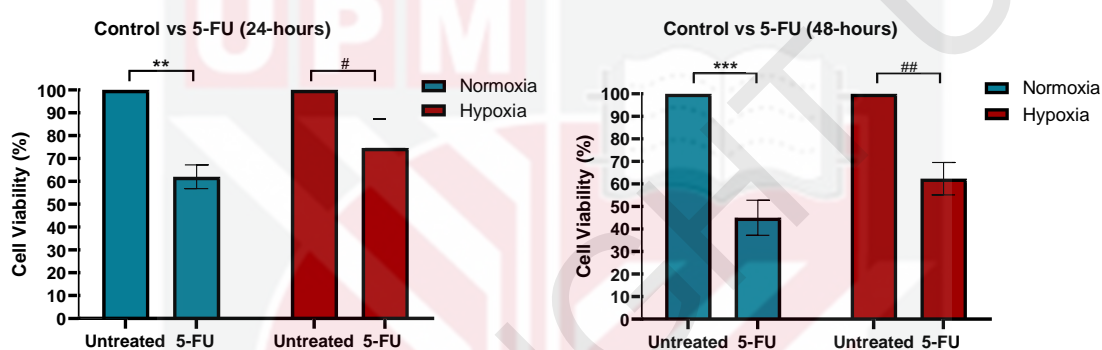 Control vs 5-FU (24-hours)
**
#
Normoxia
Hypoxia
Cell Viability (%)
100
90
80
70
60
50
40
30
20
10
0
Untreated 5-FU
Untreated 5-FU
Control vs 5-FU (48-hours)
***
##
Normoxia
Hypoxia
Cell Viability (%)
100
90
80
70
60
50
40
30
20
10
0
Untreated 5-FU
Untreated 5-FU
UPM